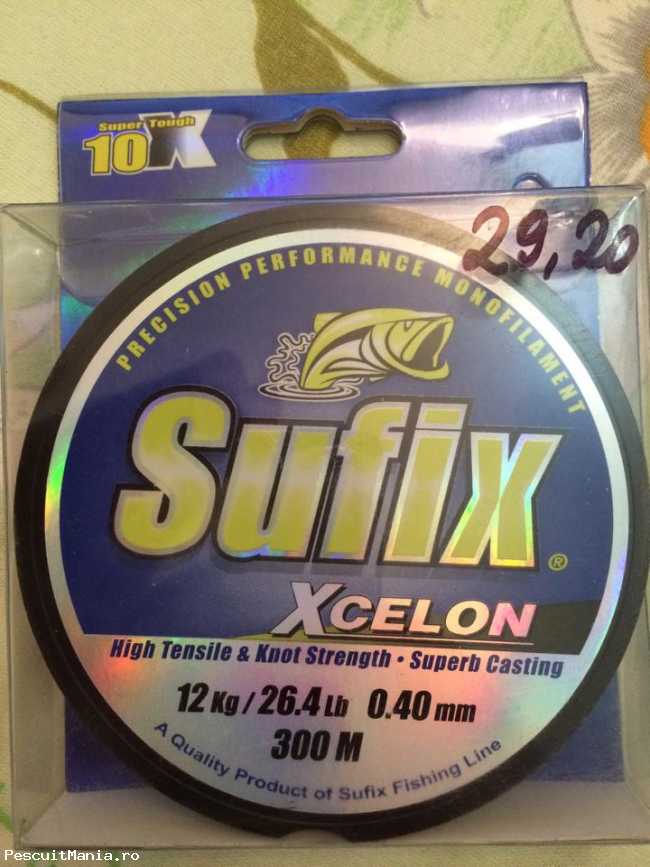 Super Tough
10X
29,20
PRECISION PERFORMANCE MONOFILAMENT
Sufix®
XCELON
High Tensile & Knot Strength • Superb Casting
12 Kg / 26.4 Lb 0.40 mm
300 M
A Quality Product of Sufix Fishing Line
PescuitMania.ro